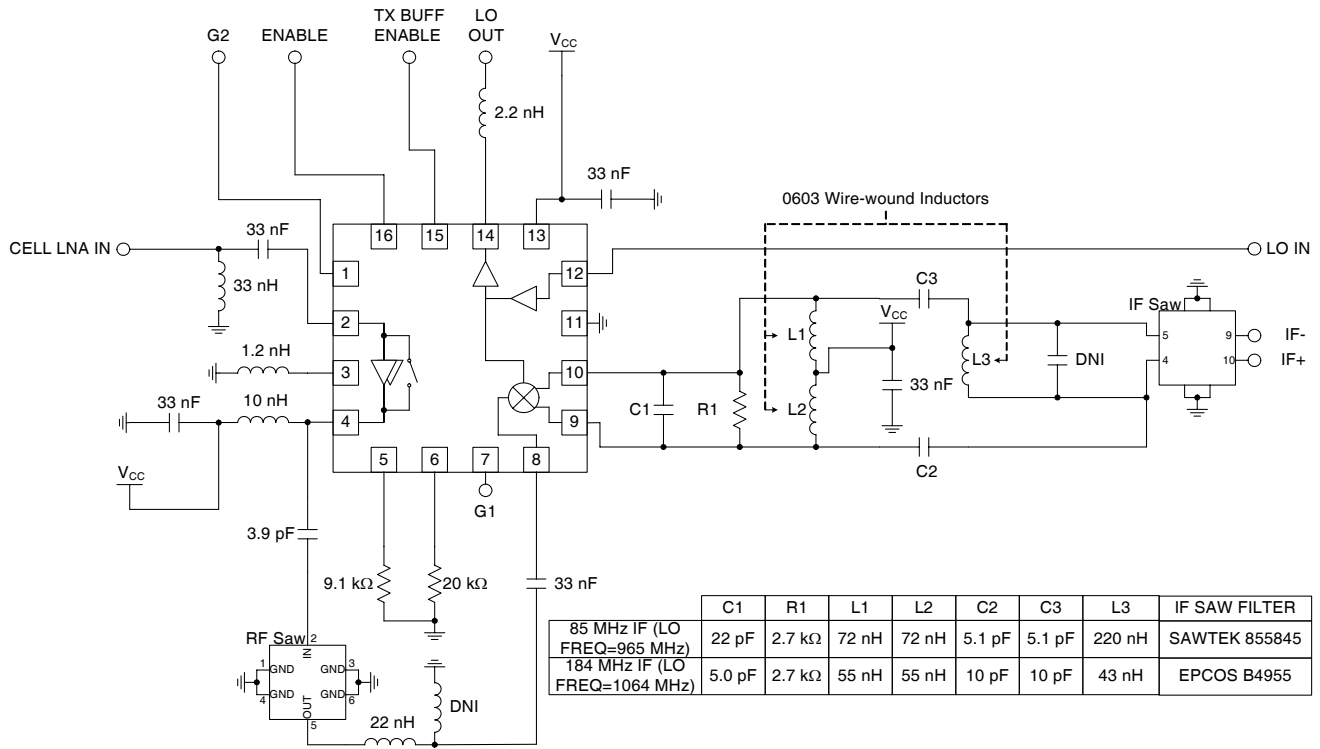 TX BUFF
ENABLE
LO
OUT
G2
ENABLE
V_CC
2.2 nH
33 nF
0603 Wire-wound Inductors
16
15
14
13
CELL LNA IN
33 nF
LO IN
1
12
33 nH
C3
IF Saw
2
11
V_CC
L1
5
9
IF-
1.2 nH
3
L3
DNI
4
10
IF+
10
33 nF
33 nF
10 nH
C1
R1
L2
4
9
C2
5
6
7
8
V_CC
G1
3.9 pF
9.1 kΩ
20 kΩ
33 nF
C1 R1 L1 L2 C2 C3 L3 IF SAW FILTER
85 MHz IF (LO
FREQ=965 MHz)
22 pF 2.7 kΩ 72 nH 72 nH 5.1 pF 5.1 pF 220 nH SAWTEK 855845
184 MHz IF (LO
FREQ=1064 MHz)
5.0 pF 2.7 kΩ 55 nH 55 nH 10 pF 10 pF 43 nH EPCOS B4955
RF Saw
2
IN
1
GND
3
GND
4
GND
6
GND
OUT
5
22 nH
DNI